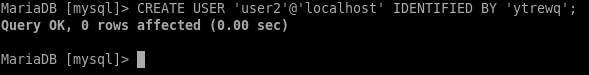 MariaDB [mysql]> CREATE USER 'user2'@'localhost' IDENTIFIED BY 'ytrewq';
Query OK, 0 rows affected (0.00 sec)
MariaDB [mysql]>